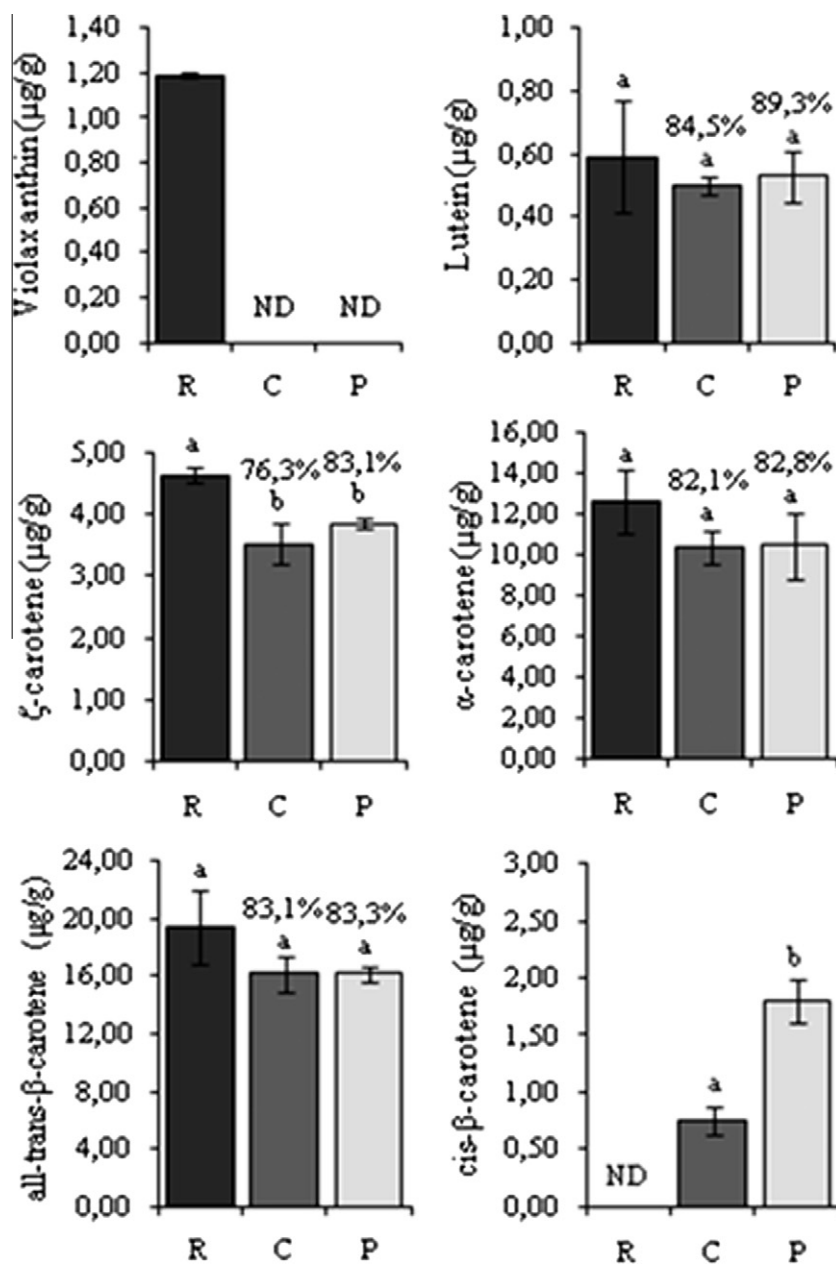 Violaxanthin (µg/g)
1,40
1,20
1,00
0,80
0,60
0,40
0,20
0,00
ND
ND
R C P
Lutein (µg/g)
1,00
0,80
0,60
0,40
0,20
0,00
a
84,5%
a
89,3%
a
R C P
ζ-carotene (µg/g)
5,00
4,00
3,00
2,00
1,00
0,00
a
76,3%
b
83,1%
b
R C P
α-carotene (µg/g)
16,00
14,00
12,00
10,00
8,00
6,00
4,00
2,00
0,00
a
82,1%
a
82,8%
a
R C P
all-trans-β-carotene (µg/g)
24,00
20,00
16,00
12,00
8,00
4,00
0,00
a
83,1%
a
83,3%
a
R C P
cis-β-carotene (µg/g)
3,00
2,50
2,00
1,50
1,00
0,50
0,00
ND
a
b
R C P